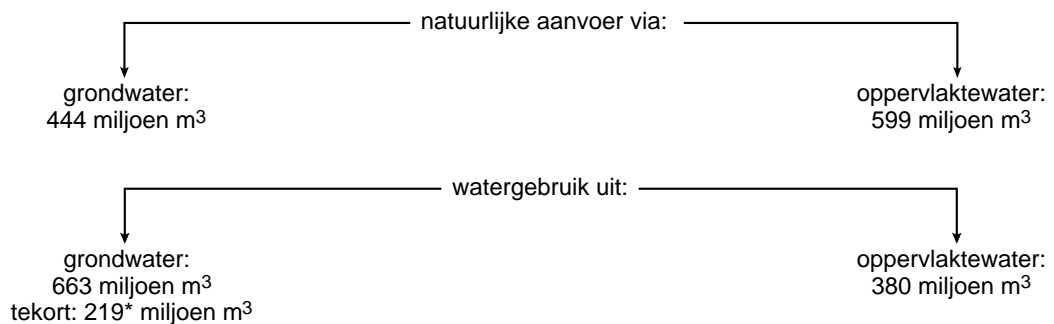 natuurlijke aanvoer via:
grondwater:
444 miljoen m³
oppervlaktewater:
599 miljoen m³
watergebruik uit:
grondwater:
663 miljoen m³
tekort: 219* miljoen m³
oppervlaktewater:
380 miljoen m³